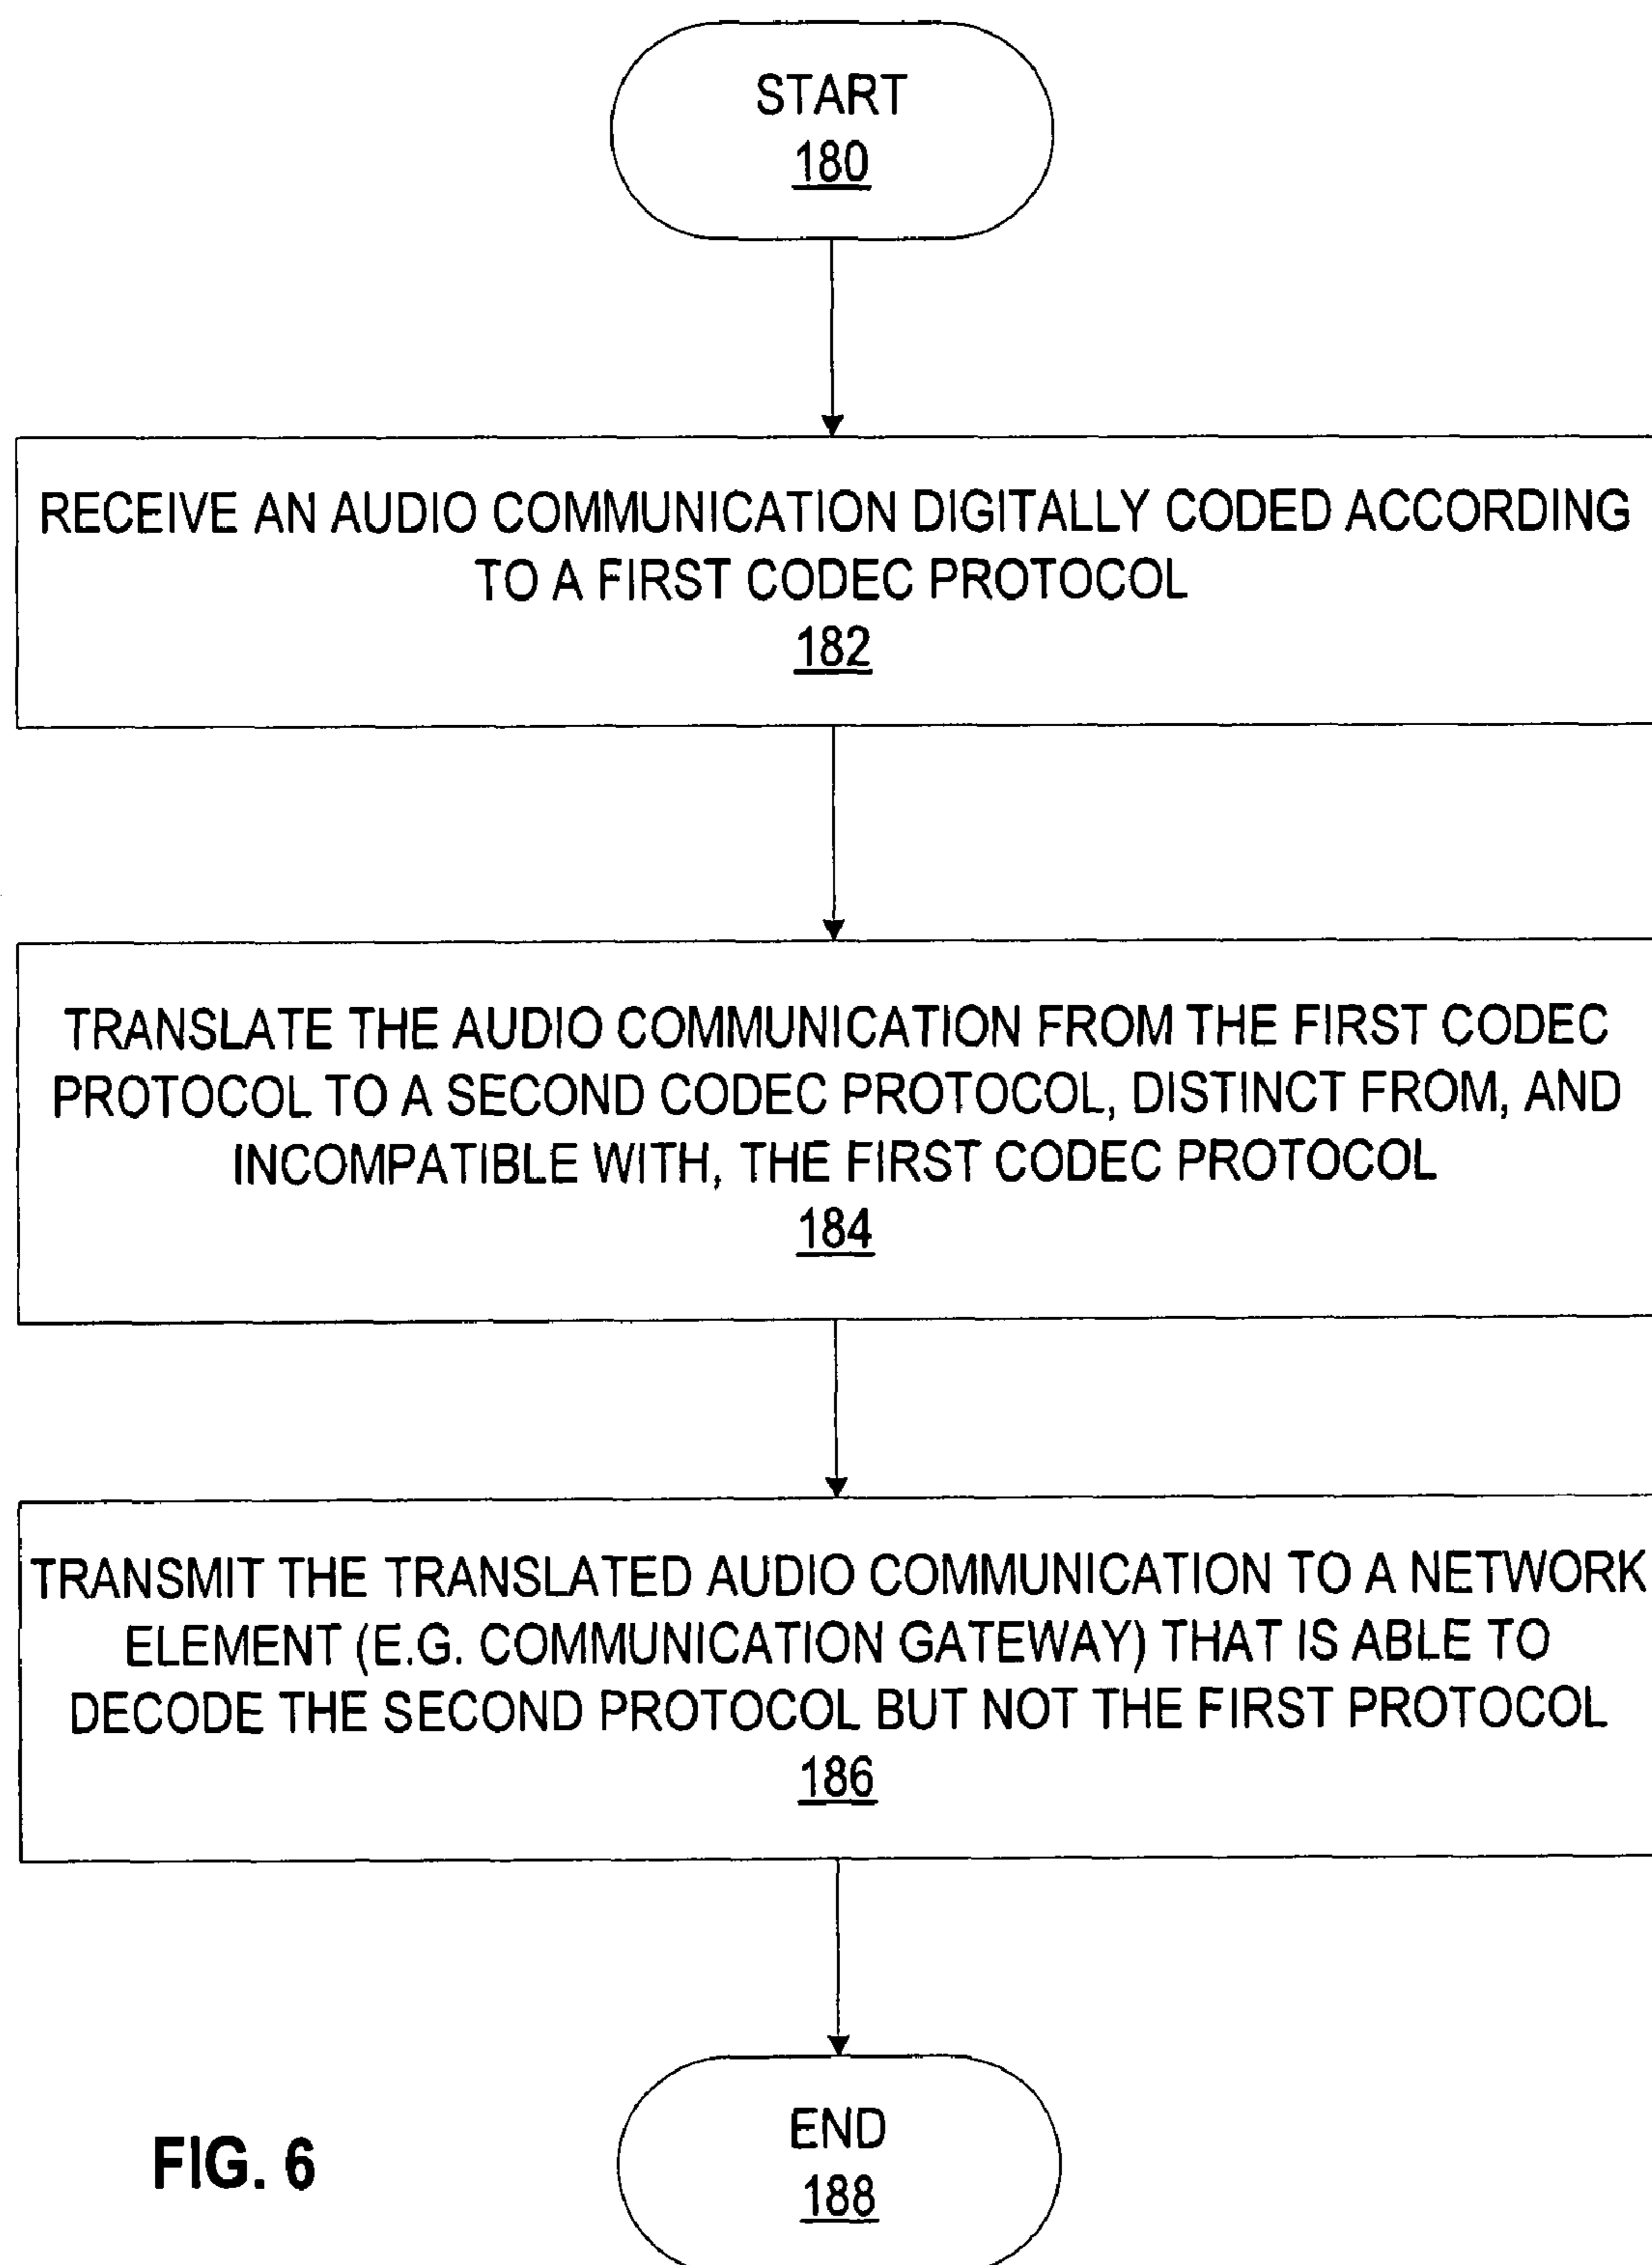 START
180
RECEIVE AN AUDIO COMMUNICATION DIGITALLY CODED ACCORDING
TO A FIRST CODEC PROTOCOL
182
TRANSLATE THE AUDIO COMMUNICATION FROM THE FIRST CODEC
PROTOCOL TO A SECOND CODEC PROTOCOL, DISTINCT FROM, AND
INCOMPATIBLE WITH, THE FIRST CODEC PROTOCOL
184
TRANSMIT THE TRANSLATED AUDIO COMMUNICATION TO A NETWORK
ELEMENT (E.G. COMMUNICATION GATEWAY) THAT IS ABLE TO
DECODE THE SECOND PROTOCOL BUT NOT THE FIRST PROTOCOL
186
END
188
FIG. 6